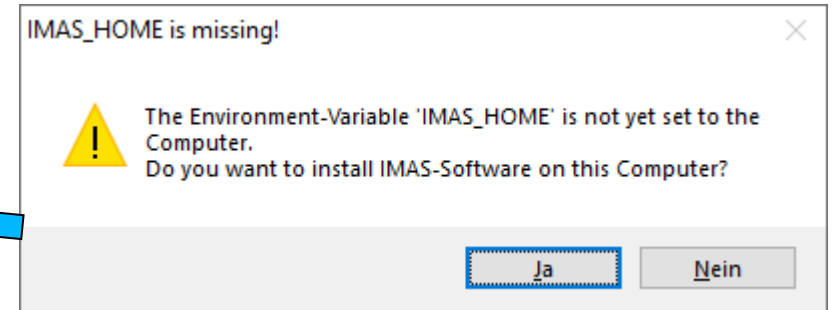 IMAS_HOME is missing!
The Environment-Variable 'IMAS_HOME' is not yet set to the
Computer.
Do you want to install IMAS-Software on this Computer?
Ja
Nein